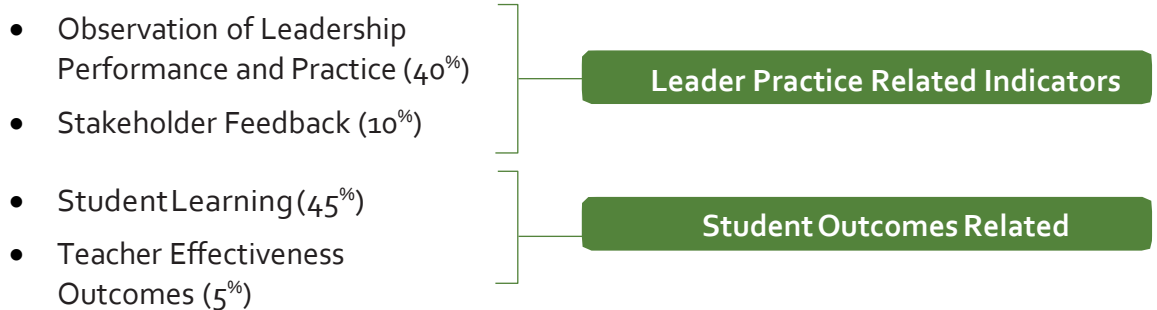 • Observation of Leadership
Performance and Practice (40%)
• Stakeholder Feedback (10%)
Leader Practice Related Indicators
• Student Learning (45%)
• Teacher Effectiveness
Outcomes (5%)
Student Outcomes Related